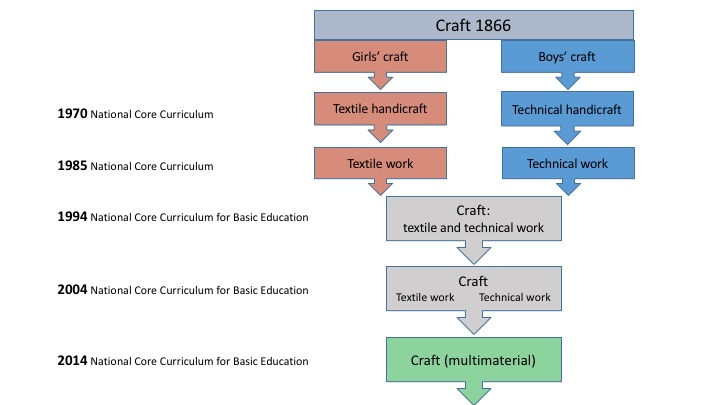 Craft 1866
Girls’ craft
Boys’ craft
1970 National Core Curriculum
Textile handicraft
Technical handicraft
1985 National Core Curriculum
Textile work
Technical work
1994 National Core Curriculum for Basic Education
Craft:
textile and technical work
2004 National Core Curriculum for Basic Education
Craft
Textile work
Technical work
2014 National Core Curriculum for Basic Education
Craft (multimaterial)